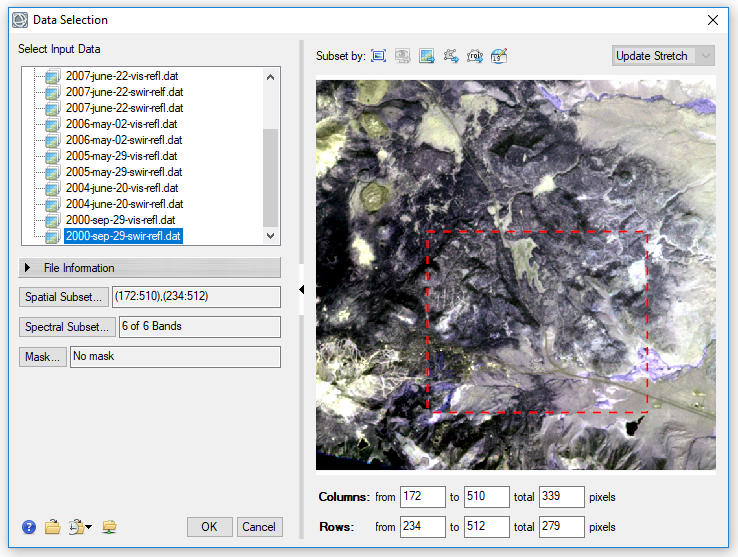 Data Selection
Select Input Data
2007-june-22-vis-refl.dat
2007-june-22-swir-relf.dat
2007-june-22-swir-refl.dat
2006-may-02-vis-refl.dat
2006-may-02-swir-refl.dat
2005-may-29-vis-refl.dat
2005-may-29-swir-refl.dat
2004-june-20-vis-refl.dat
2004-june-20-swir-refl.dat
2000-sep-29-vis-refl.dat
2000-sep-29-swir-refl.dat
File Information
Spatial Subset... (172:510),(234:512)
Spectral Subset... 6 of 6 Bands
Mask... No mask
OK Cancel
Subset by: Update Stretch
Columns: from 172 to 510 total 339 pixels
Rows: from 234 to 512 total 279 pixels